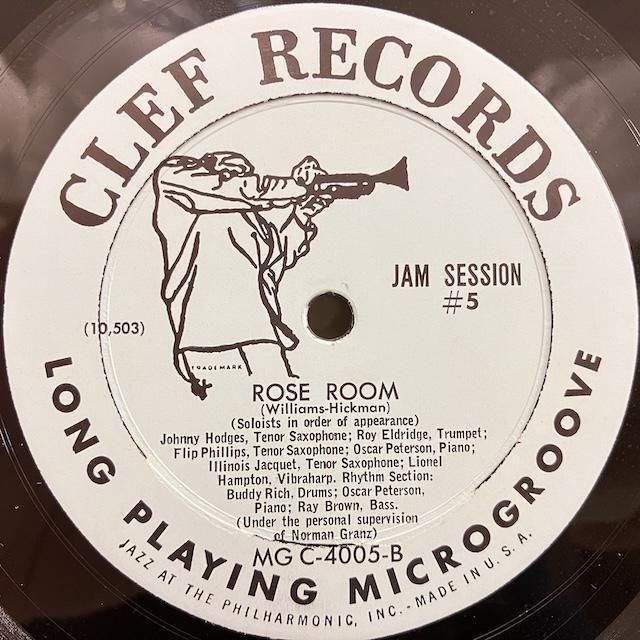 CLEF RECORDS
JAM SESSION
#5
(10,503)
TRADEMARK
ROSE ROOM
(Williams-Hickman)
(Soloists in order of appearance)
Johnny Hodges, Tenor Saxophone; Roy Eldridge, Trumpet;
Flip Phillips, Tenor Saxophone; Oscar Peterson, Piano;
Illinois Jacquet, Tenor Saxophone; Lionel
Hampton, Vibraharp. Rhythm Section:
Buddy Rich, Drums; Oscar Peterson,
Piano; Ray Brown, Bass.
(Under the personal supervision
of Norman Granz)
MG C-4005-B
LONG PLAYING MICROGROOVE
JAZZ AT THE PHILHARMONIC, INC. - MADE IN U.S.A.